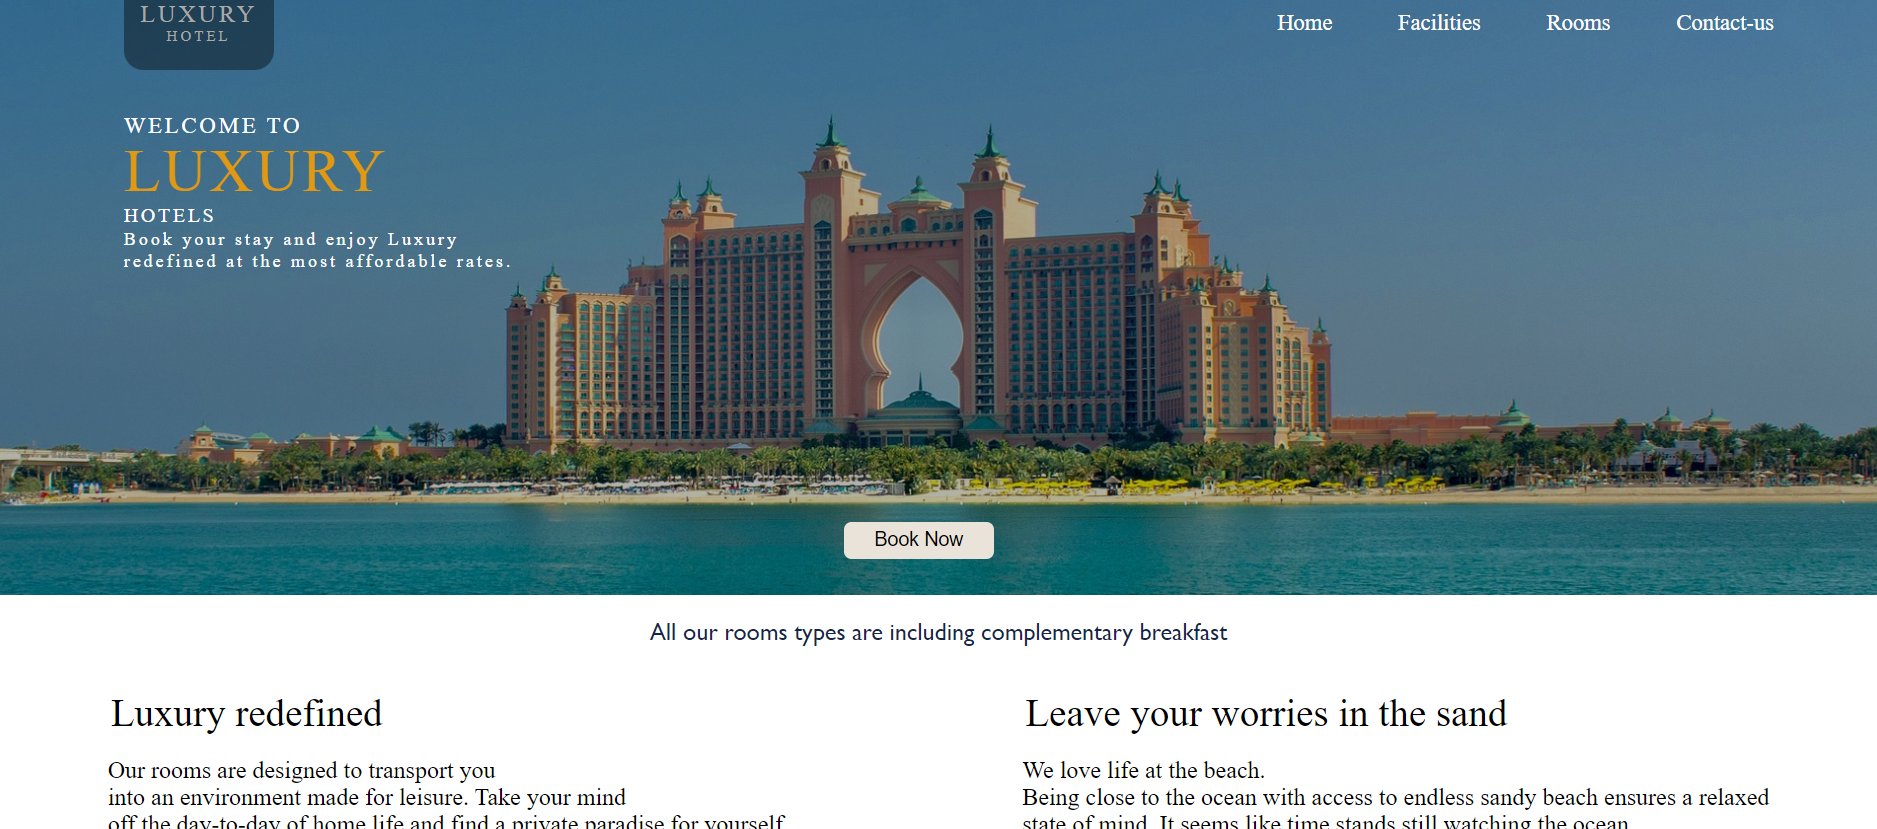 LUXURY
HOTEL
Home Facilities Rooms Contact-us
WELCOME TO
LUXURY
HOTELS
Book your stay and enjoy Luxury
redefined at the most affordable rates.
Book Now
All our rooms types are including complementary breakfast
Luxury redefined
Our rooms are designed to transport you
into an environment made for leisure. Take your mind
off the day-to-day of home life and find a private paradise for yourself
Leave your worries in the sand
We love life at the beach.
Being close to the ocean with access to endless sandy beach ensures a relaxed
state of mind. It seems like time stands still watching the ocean